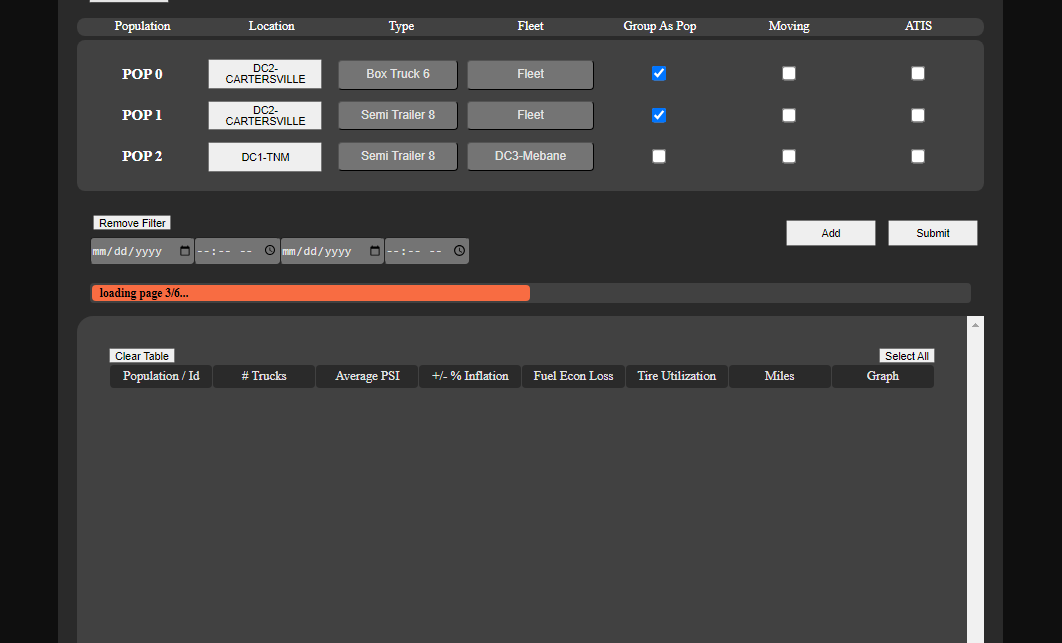 Population Location Type Fleet Group As Pop Moving ATIS
POP 0 DC2-CARTERSVILLE Box Truck 6 Fleet
POP 1 DC2-CARTERSVILLE Semi Trailer 8 Fleet
POP 2 DC1-TNM Semi Trailer 8 DC3-Mebane
Remove Filter
Add Submit
mm/dd/yyyy --:-- -- mm/dd/yyyy --:-- --
loading page 3/6...
Clear Table Select All
Population / Id # Trucks Average PSI +/- % Inflation Fuel Econ Loss Tire Utilization Miles Graph